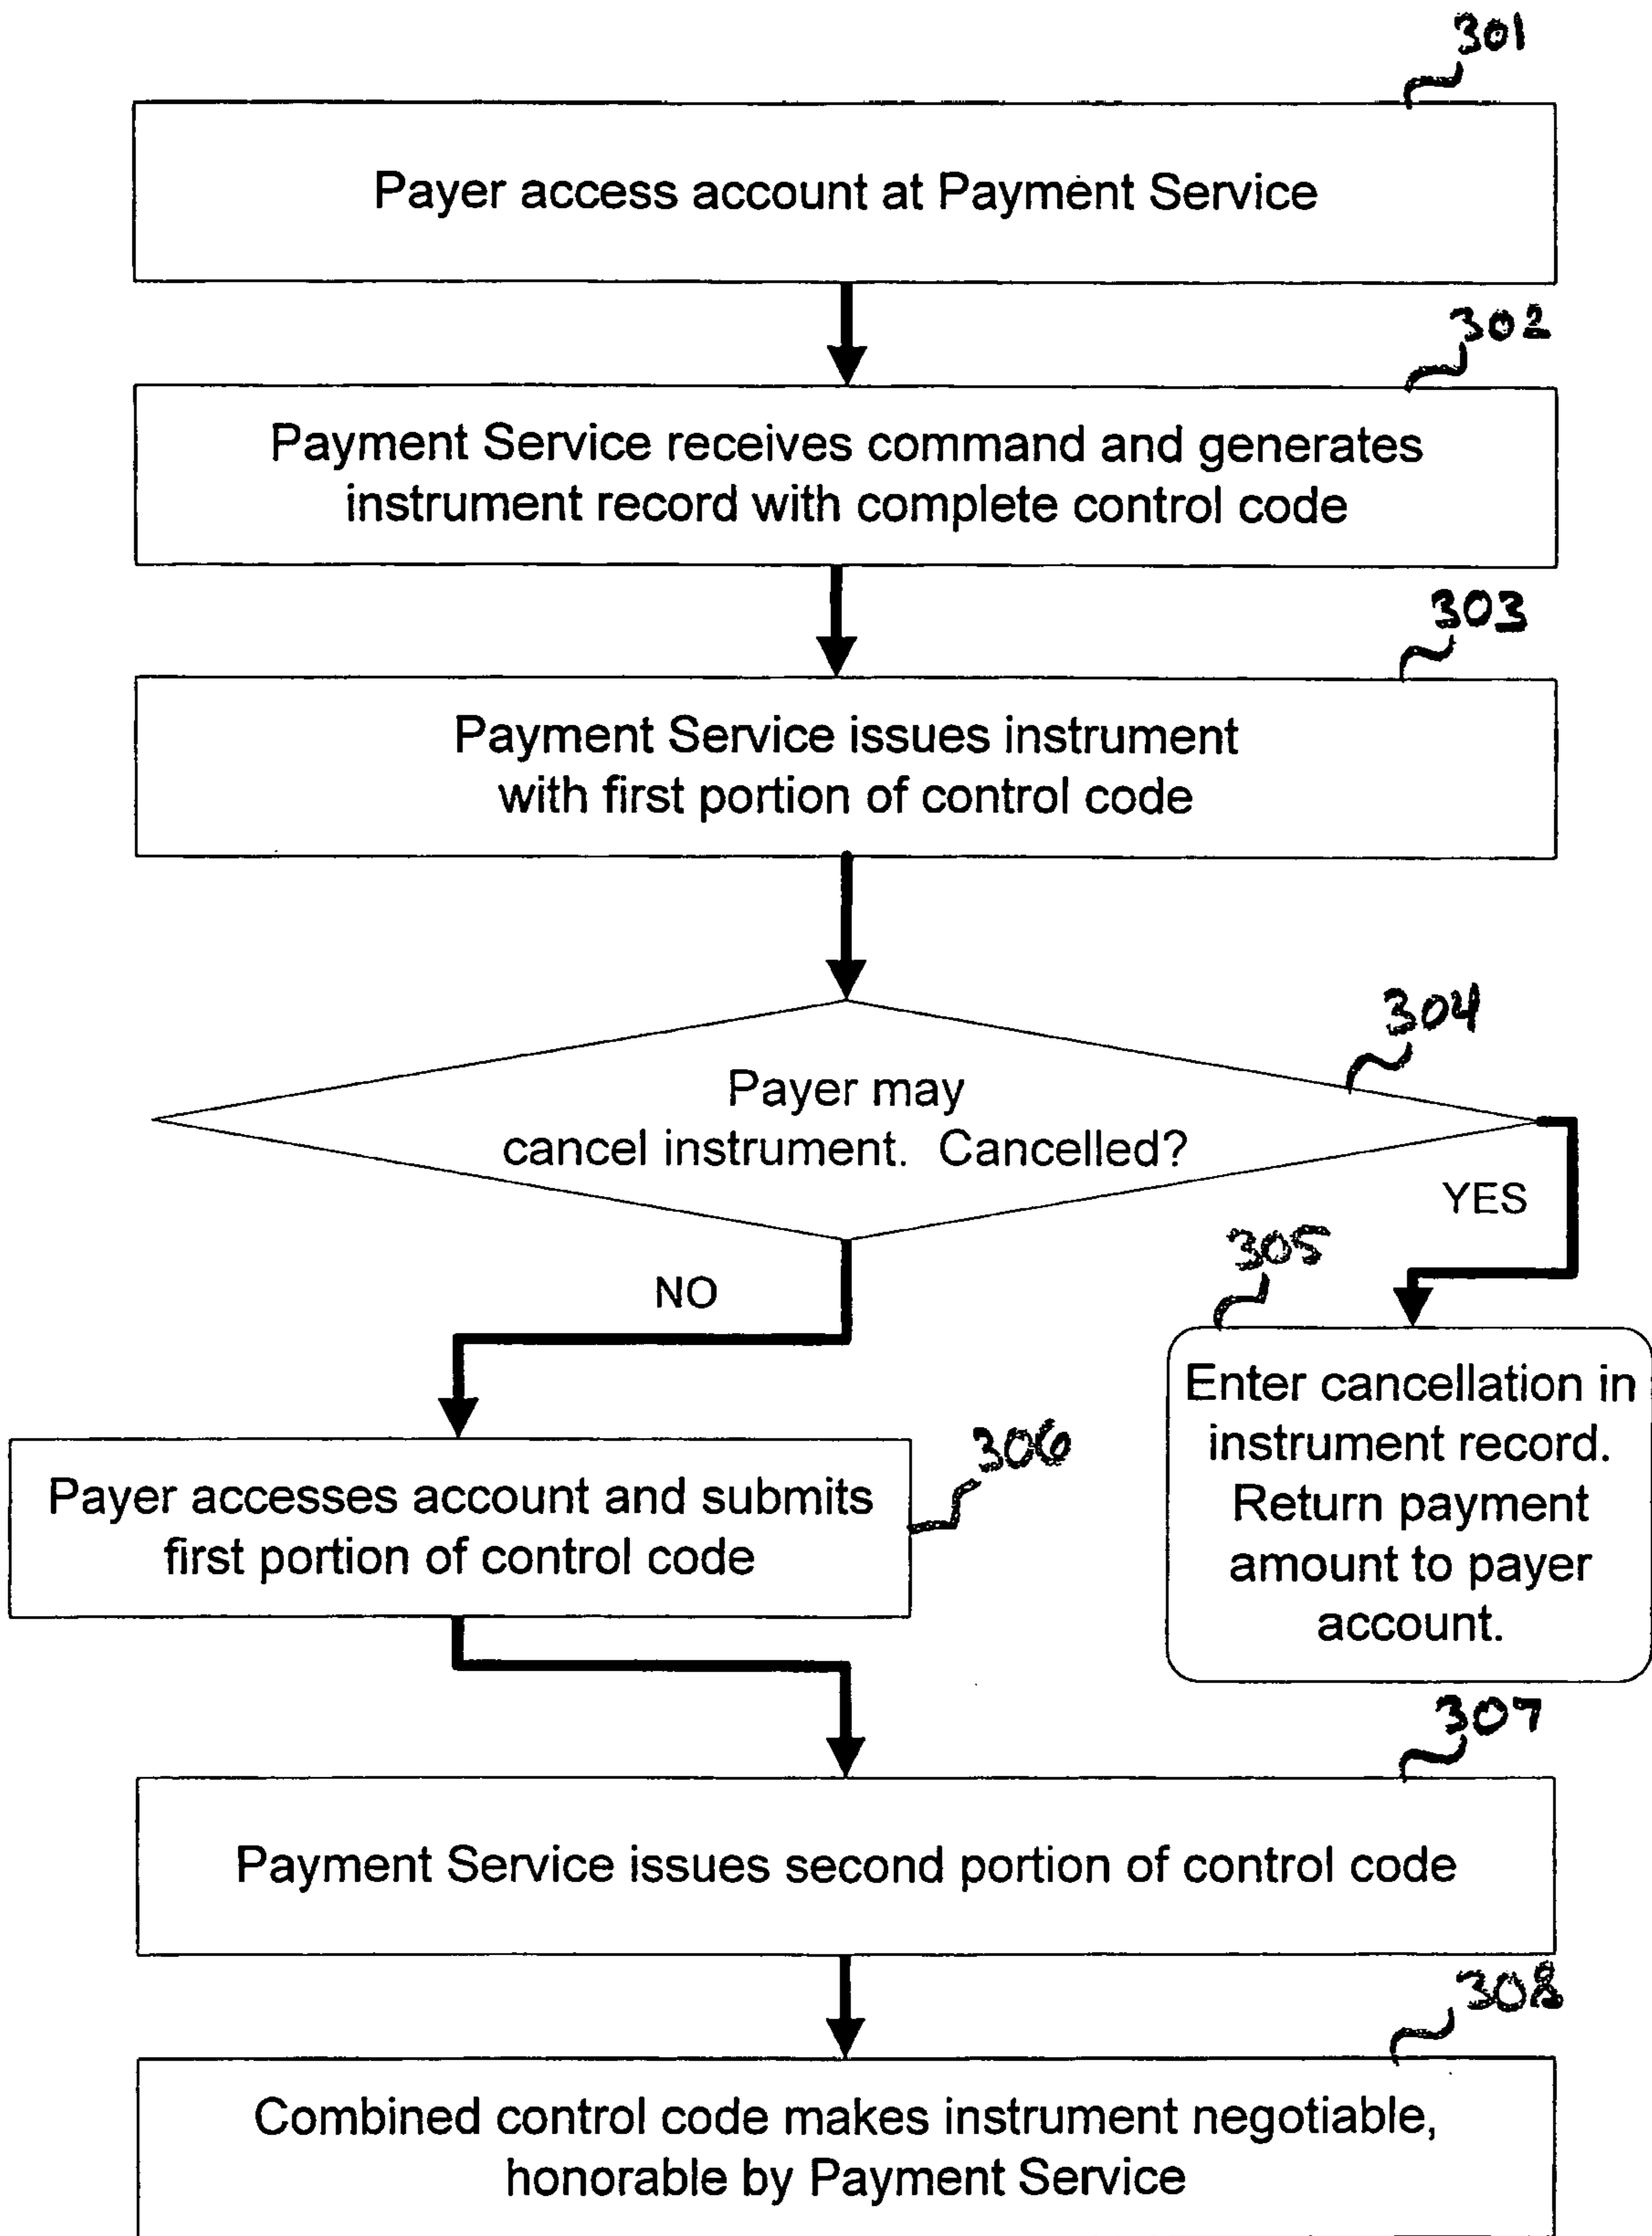 301
Payer access account at Payment Service
302
Payment Service receives command and generates
instrument record with complete control code
303
Payment Service issues instrument
with first portion of control code
304
Payer may
cancel instrument. Cancelled?
YES
NO
305
Enter cancellation in
instrument record.
Return payment
amount to payer
account.
306
Payer accesses account and submits
first portion of control code
307
Payment Service issues second portion of control code
308
Combined control code makes instrument negotiable,
honorable by Payment Service